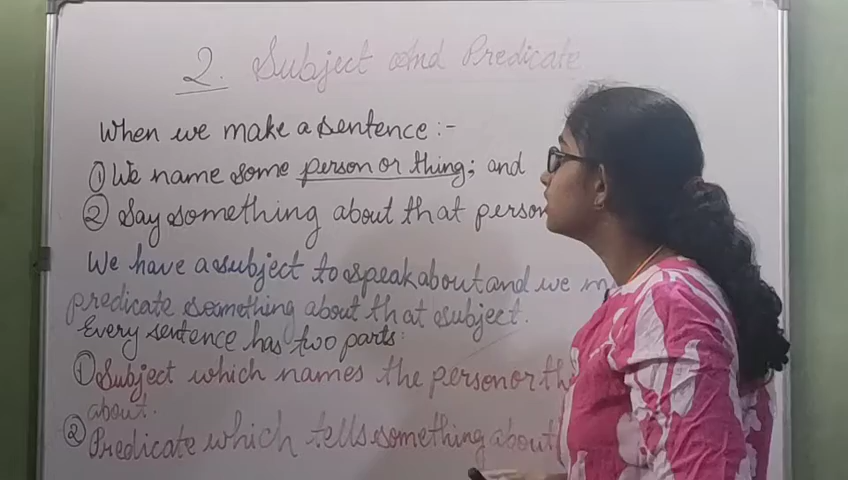 2. Subject And Predicate
When we make a sentence :-
① We name some person or thing; and
② Say something about that person
We have a subject to speak about and we m
predicate something about that subject.
Every sentence has two parts:
① Subject which names the person or th
about.
② Predicate which tells something about